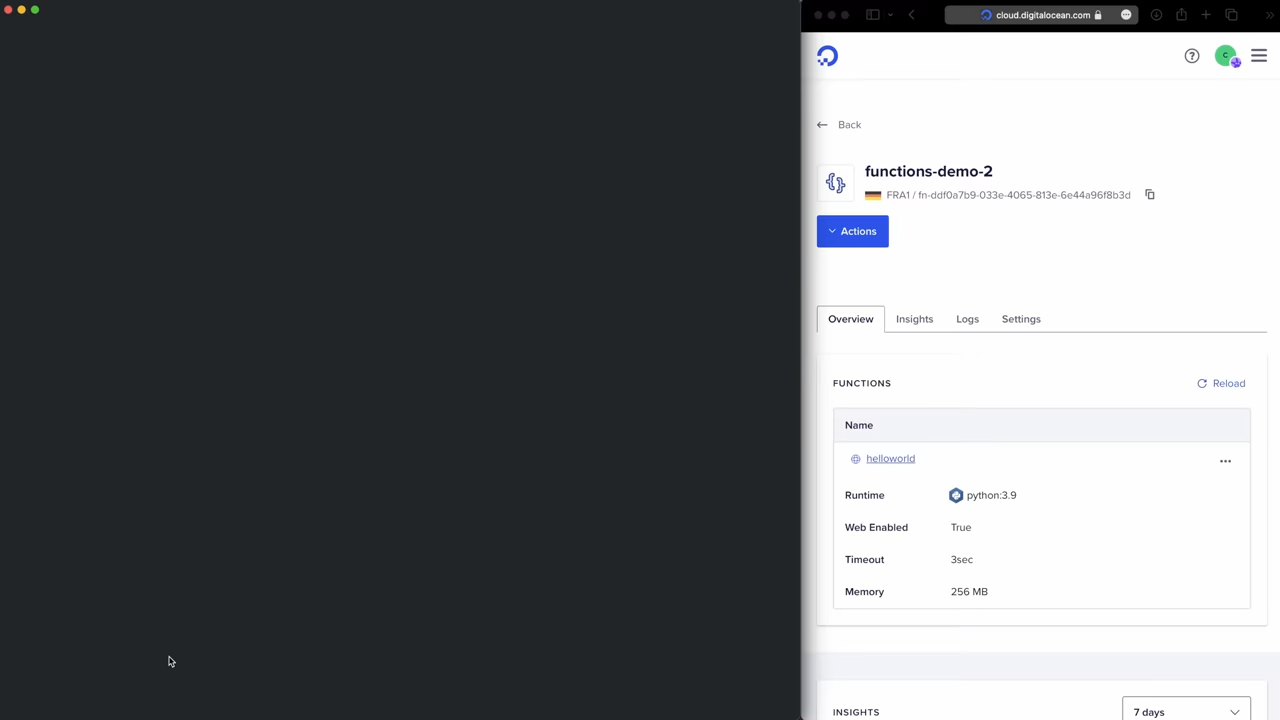 cloud.digitalocean.com
?
C
Back
functions-demo-2
FRA1 / fn-ddf0a7b9-033e-4065-813e-6e44a96f8b3d
Actions
Overview Insights Logs Settings
FUNCTIONS Reload
Name
helloworld
Runtime python:3.9
Web Enabled True
Timeout 3sec
Memory 256 MB
INSIGHTS 7 days